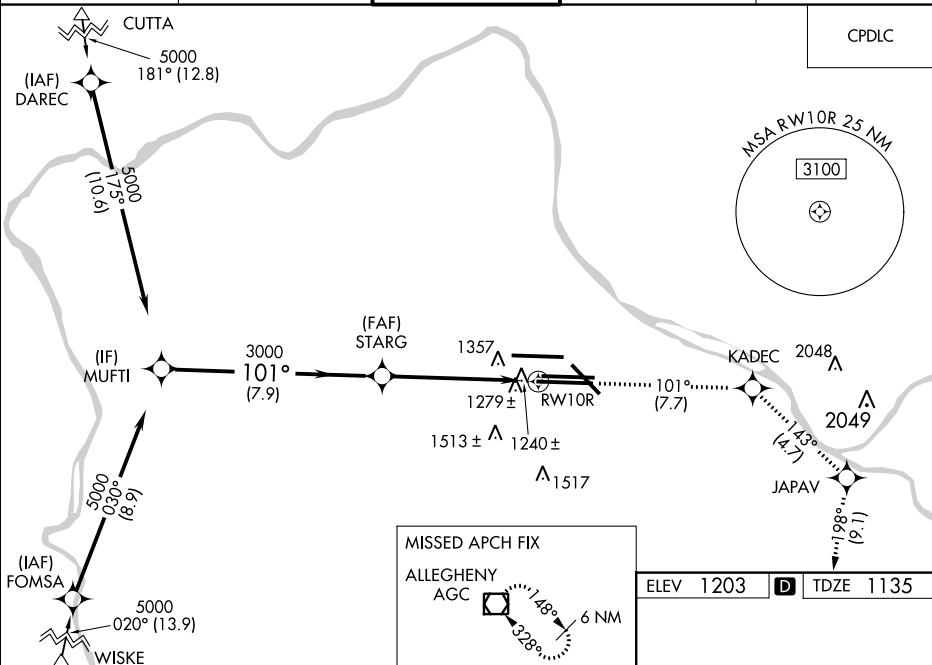 CUTTA
5000
181° (12.8)
(IAF)
DAREC
5000
175°
(10.6)
CPDLC
MSA RW10R 25 NM
3100
(IF)
MUFTI
3000
101°
(7.9)
(FAF)
STARG
1357
1279 ±
1240 ±
1513 ±
1517
RW10R
101°
(7.7)
KADEC
2048
2049
143°
(4.7)
JAPAV
198°
(9.1)
5000
030°
(8.9)
(IAF)
FOMSA
5000
020° (13.9)
WISKE
MISSED APCH FIX
ALLEGHENY
AGC
148°
328°
6 NM
ELEV 1203 D TDZE 1135